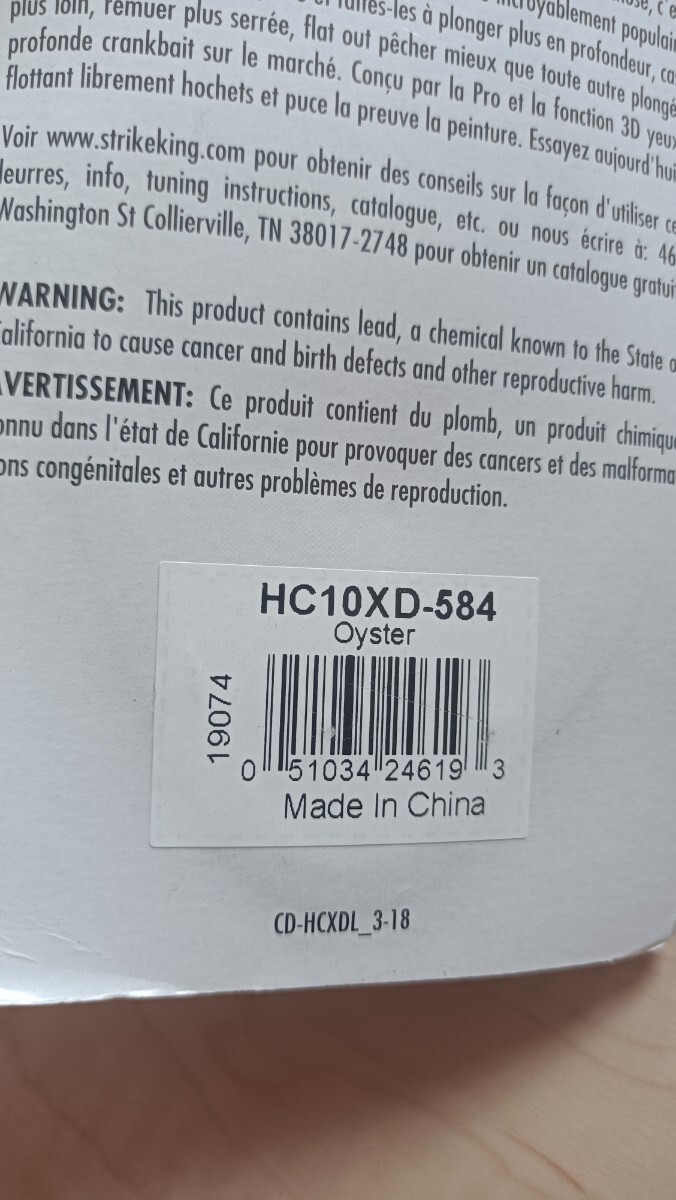 plus loin, remuer plus serrée, flat out pêcher mieux que toute autre plongé
profonde crankbait sur le marché. Conçu par la Pro et la fonction 3D yeux
flottant librement hochets et puce la preuve la peinture. Essayez aujourd'hui
Voir www.strikeking.com pour obtenir des conseils sur la façon d'utiliser ce
leurres, info, tuning instructions, catalogue, etc. ou nous écrire à: 46
Washington St Collierville, TN 38017-2748 pour obtenir un catalogue gratuit
WARNING: This product contains lead, a chemical known to the State o
California to cause cancer and birth defects and other reproductive harm.
AVERTISSEMENT: Ce produit contient du plomb, un produit chimique
onnu dans l'état de Californie pour provoquer des cancers et des malforma
ons congénitales et autres problèmes de reproduction.
HC10XD-584
Oyster
19074
0 51034 24619 3
Made In China
CD-HCXDL_3-18